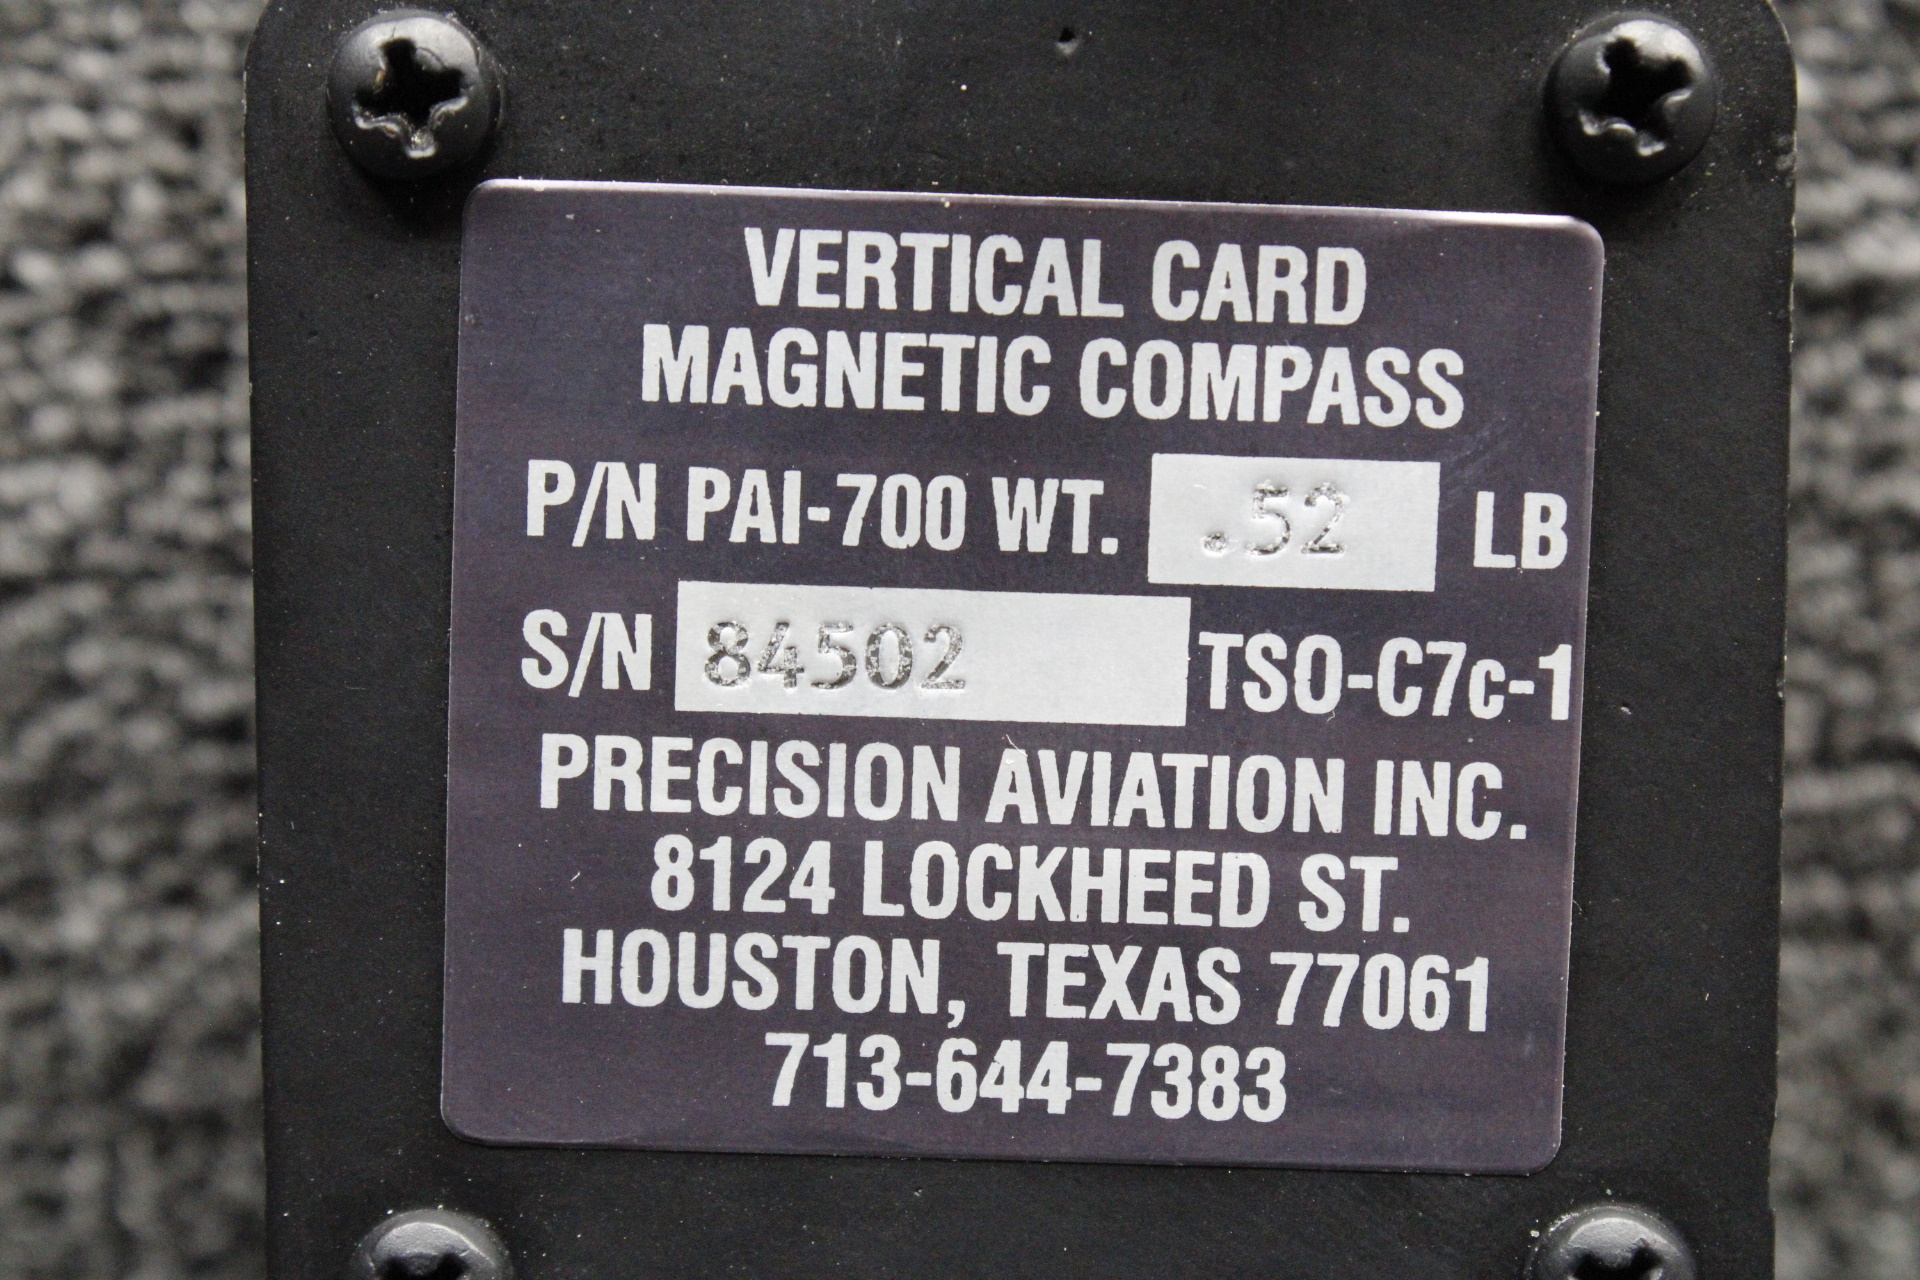 VERTICAL CARD
MAGNETIC COMPASS
P/N PAI-700 WT. .52 LB
S/N 84502 TSO-C7c-1
PRECISION AVIATION INC.
8124 LOCKHEED ST.
HOUSTON, TEXAS 77061
713-644-7383